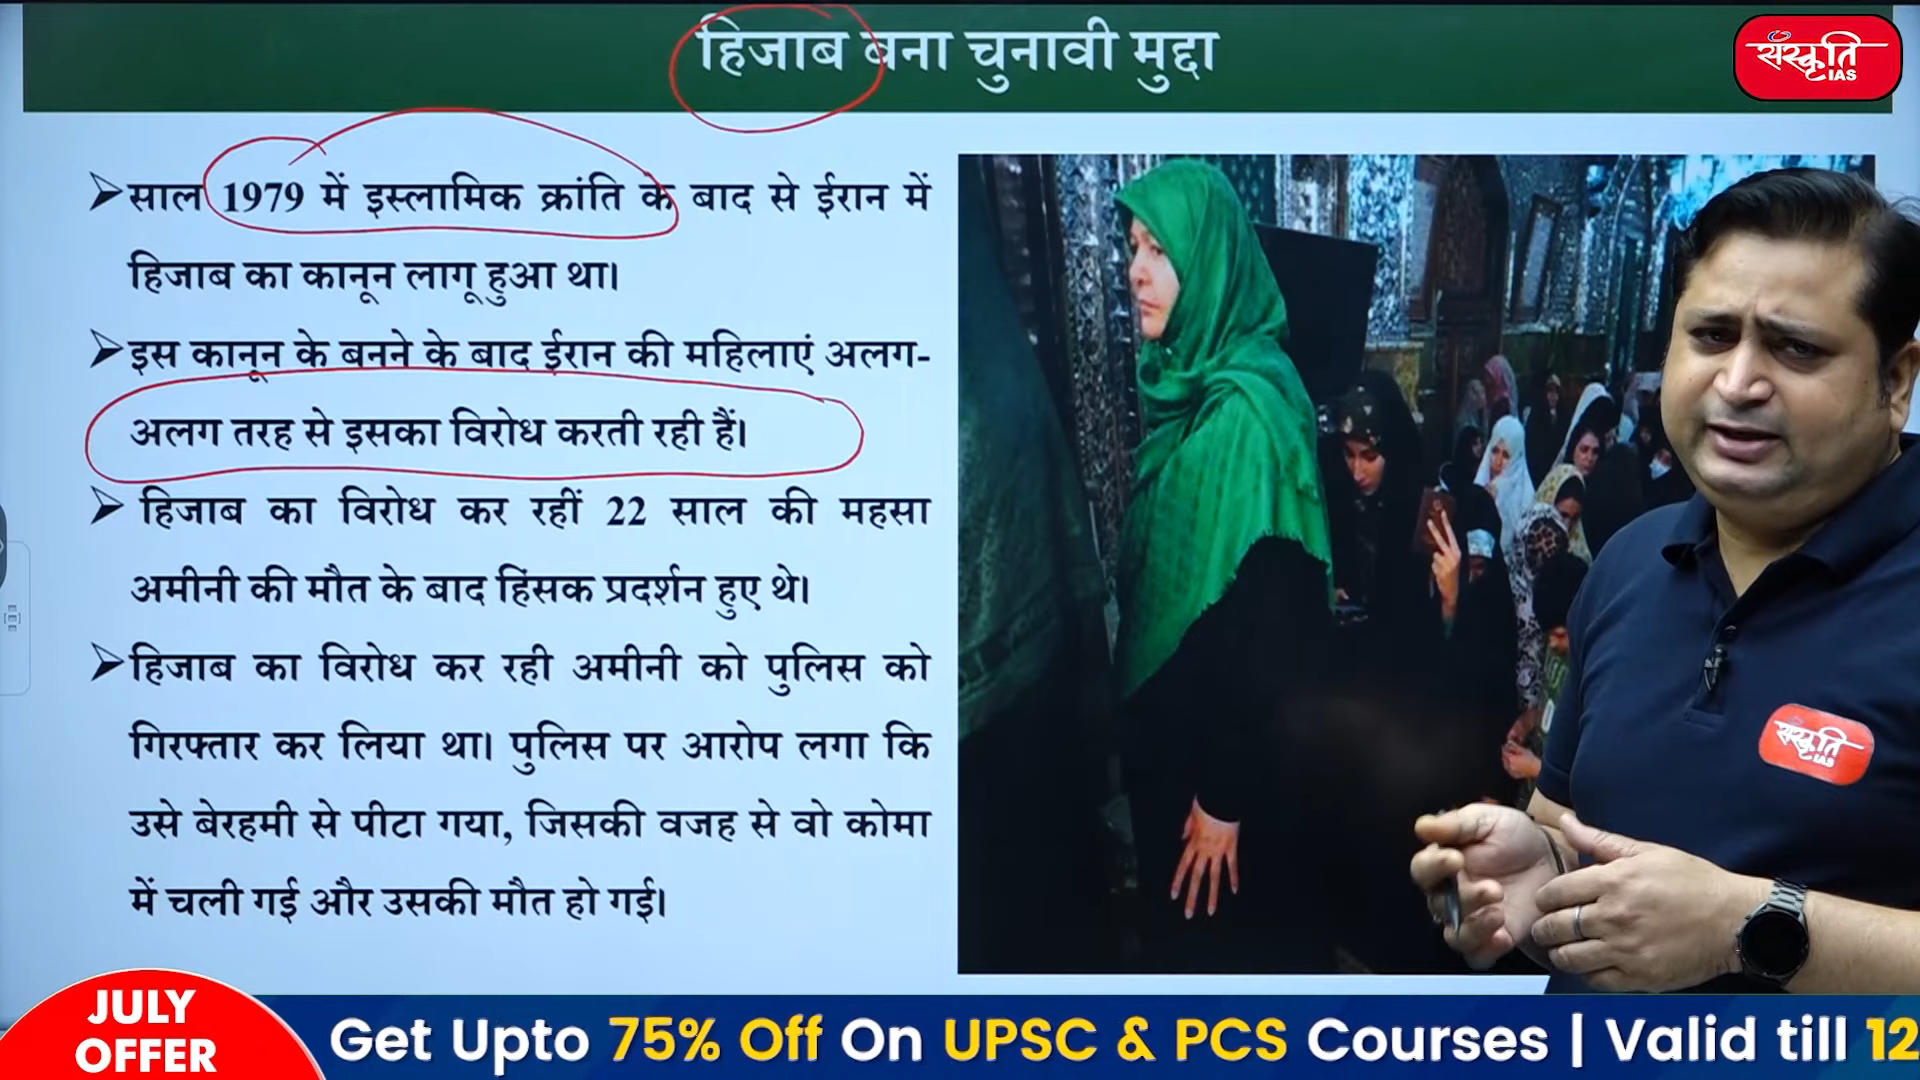 हिजाब बना चुनावी मुद्दा
संस्कृति
IAS
साल 1979 में इस्लामिक क्रांति के बाद से ईरान में
हिजाब का कानून लागू हुआ था।
इस कानून के बनने के बाद ईरान की महिलाएं अलग-
अलग तरह से इसका विरोध करती रही हैं।
हिजाब का विरोध कर रहीं 22 साल की महसा
अमीनी की मौत के बाद हिंसक प्रदर्शन हुए थे।
हिजाब का विरोध कर रही अमीनी को पुलिस को
गिरफ्तार कर लिया था। पुलिस पर आरोप लगा कि
उसे बेरहमी से पीटा गया, जिसकी वजह से वो कोमा
में चली गई और उसकी मौत हो गई।
संस्कृति
IAS
JULY
OFFER
Get Upto 75% Off On UPSC & PCS Courses | Valid till 12